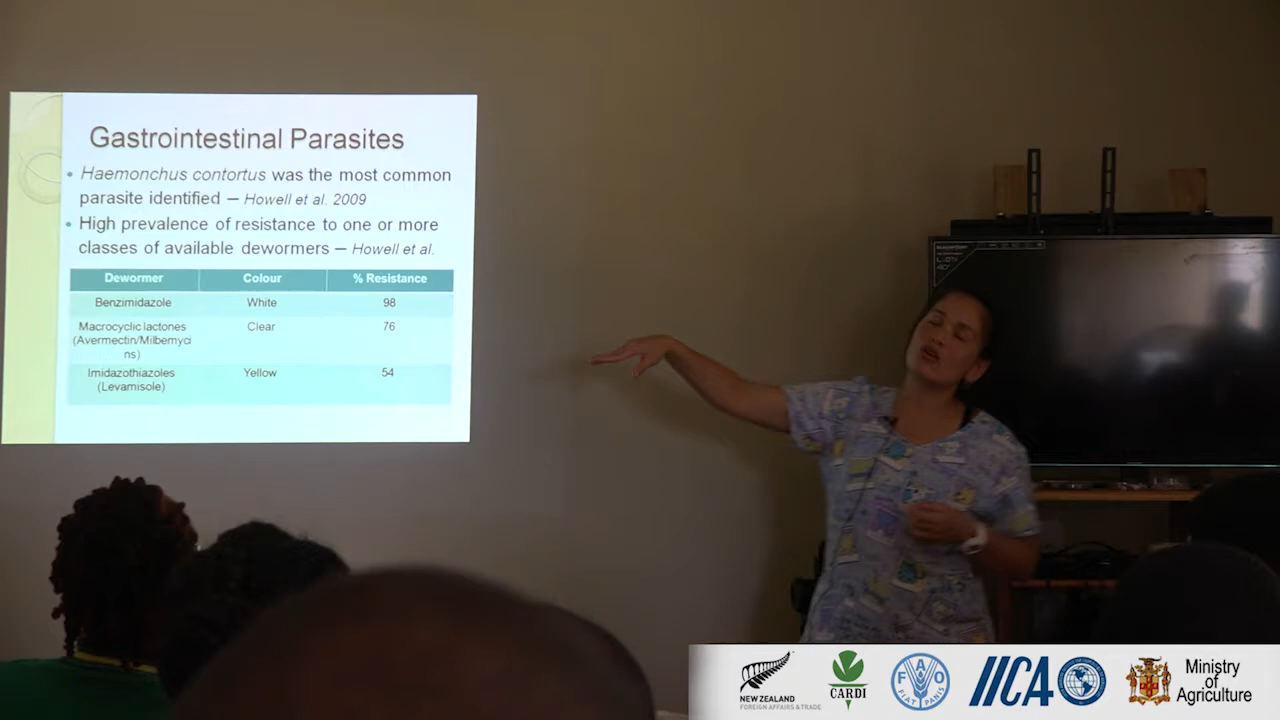 Gastrointestinal Parasites
• Haemonchus contortus was the most common
parasite identified – Howell et al. 2009
• High prevalence of resistance to one or more
classes of available dewormers – Howell et al.
Dewormer Colour % Resistance
Benzimidazole White 98
Macrocyclic lactones Clear 76
(Avermectin/Milbemyci
ns)
Imidazothiazoles Yellow 54
(Levamisole)
NEW ZEALAND
FOREIGN AFFAIRS & TRADE
CARDI
FAO
FIAT PANIS
IICA
Ministry
of
Agriculture